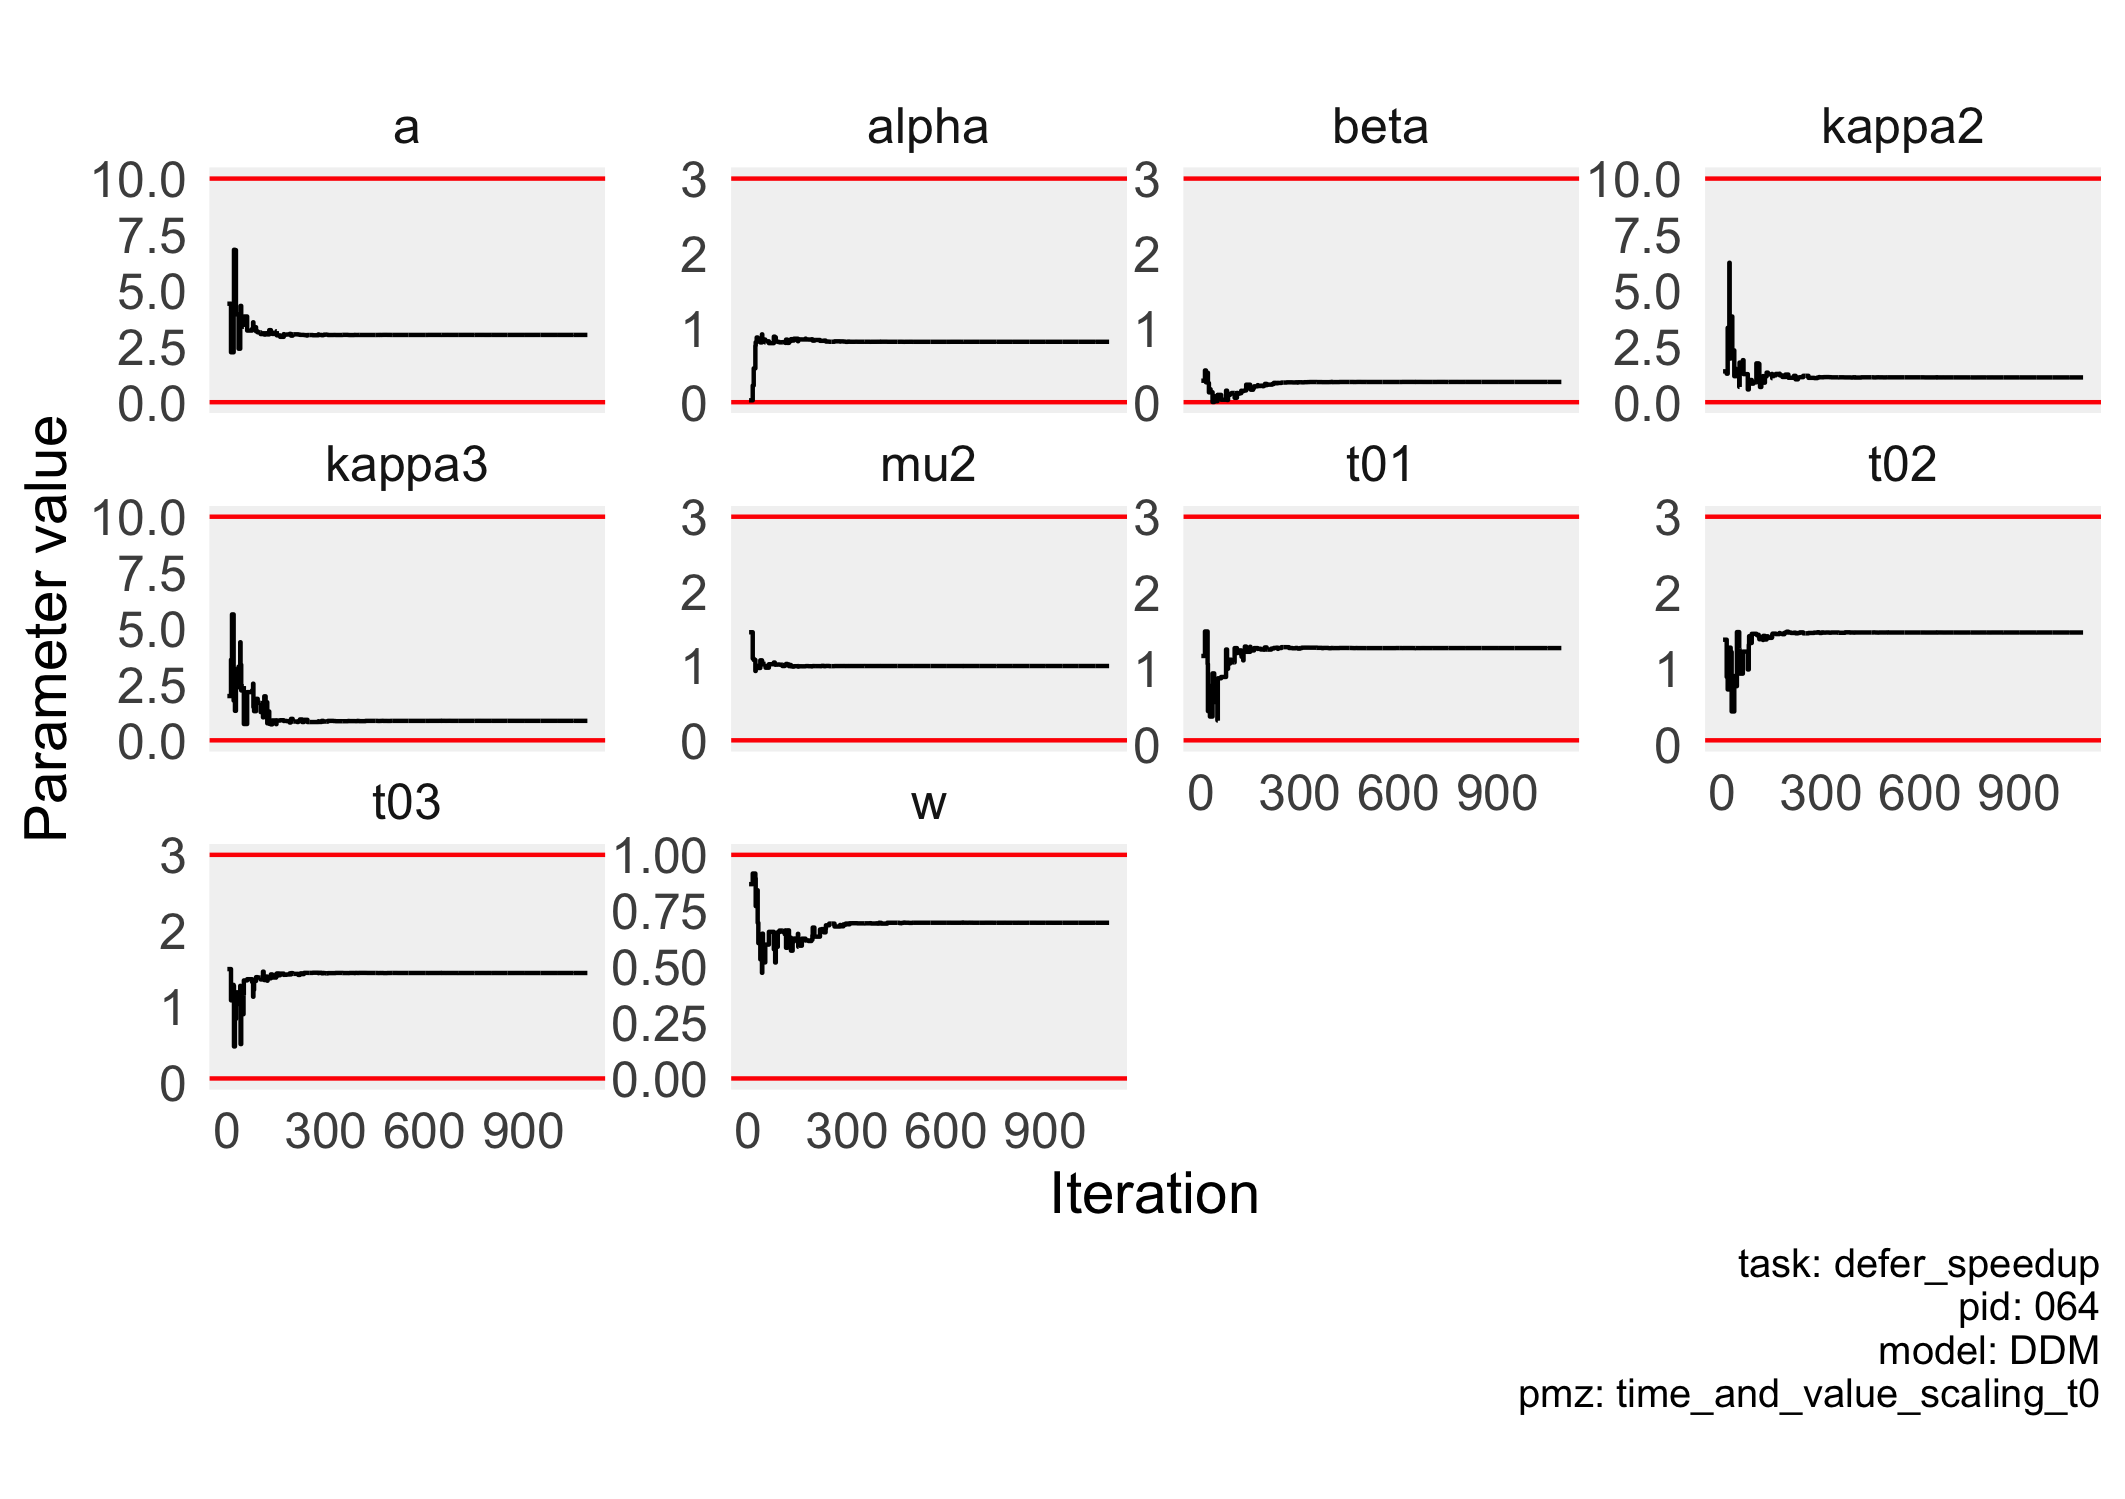 a alpha beta kappa2
10.0 3 3 10.0
7.5 2 2 7.5
5.0 1 1 5.0
2.5 0 0 2.5
0.0 0.0
kappa3 mu2 t01 t02
10.0 3 3 3
7.5 2 2 2
5.0 1 1 1
2.5 0 0 0
0.0
0 300 600 900 0 300 600 900
t03 w
3 1.00
2 0.75
1 0.50
0 0.25
0.00
0 300 600 900 0 300 600 900
Parameter value
Iteration
task: defer_speedup
pid: 064
model: DDM
pmz: time_and_value_scaling_t0